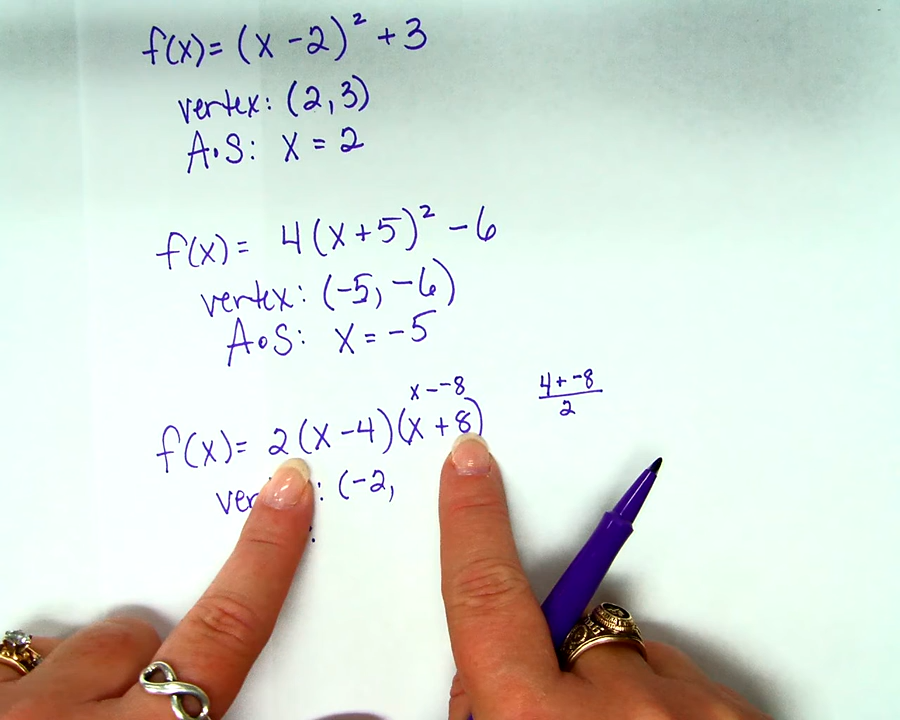 f(x) = (x - 2)² + 3
vertex: (2, 3)
A.S: x = 2
f(x) = 4(x + 5)² - 6
vertex: (-5, -6)
A.S: x = -5
x - -8
4 + -8
2
f(x) = 2(x - 4)(x + 8)
: (-2,